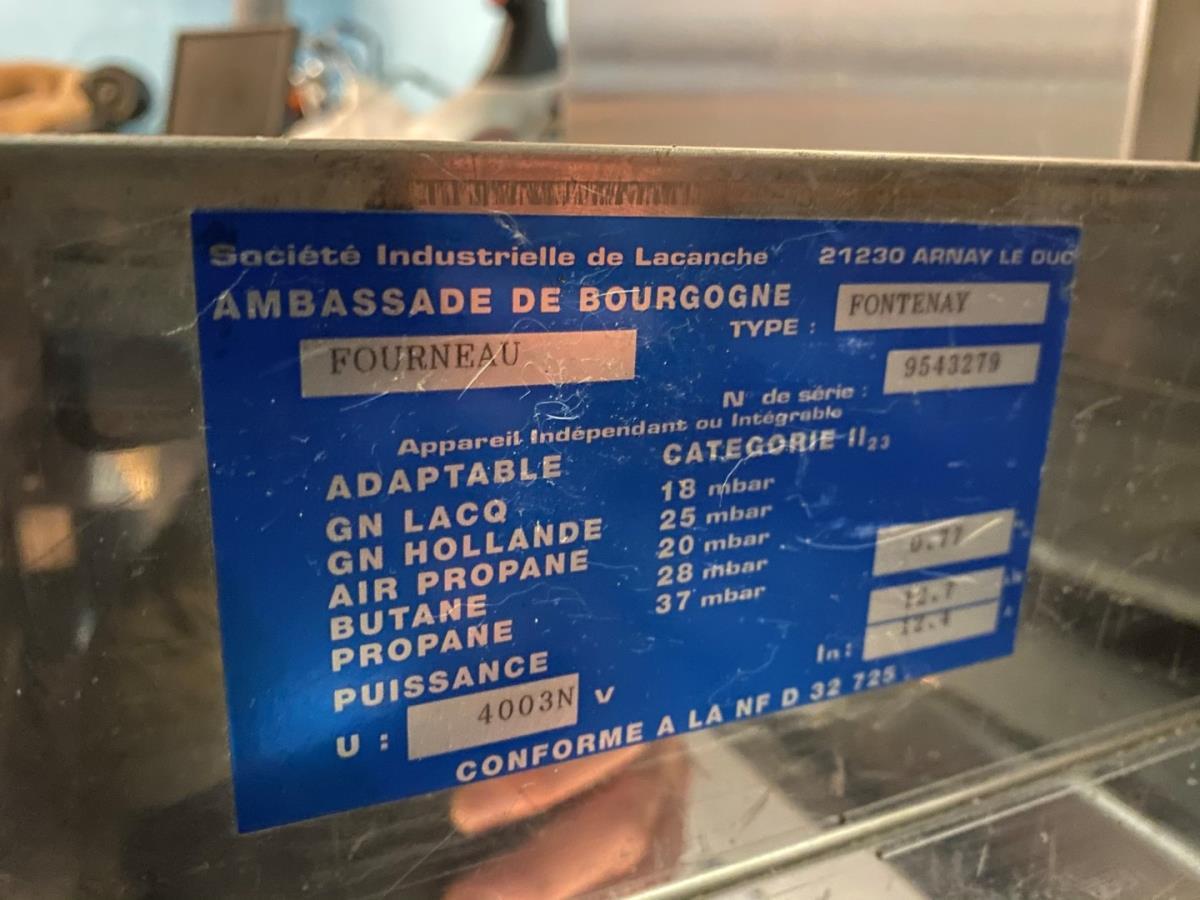 Société Industrielle de Lacanche 21230 ARNAY LE DUC
AMBASSADE DE BOURGOGNE
TYPE : FONTENAY
FOURNEAU
N° de série : 9543279
Appareil Indépendant ou Intégrable
ADAPTABLE CATEGORIE II23
GN LACQ 18 mbar
GN HOLLANDE 25 mbar
AIR PROPANE 20 mbar
BUTANE 28 mbar
PROPANE 37 mbar
PUISSANCE
U : 4003N V In :
CONFORME A LA NF D 32 725